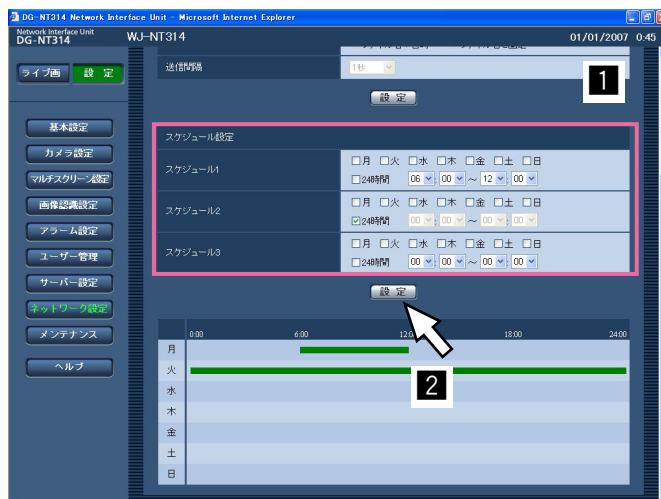 DG-NT314 Network Interface Unit - Microsoft Internet Explorer
Network Interface Unit
DG-NT314
WJ-NT314
01/01/2007 0:45
ライブ画 設 定
送信間隔
1秒
1
設 定
基本設定
カメラ設定
マルチスクリーン設定
画像認識設定
アラーム設定
ユーザー管理
サーバー設定
ネットワーク設定
メンテナンス
ヘルプ
スケジュール設定
スケジュール1
月 火 水 木 金 土 日
24時間 06 : 00 ~ 12 : 00
スケジュール2
月 火 水 木 金 土 日
24時間 00 : 00 ~ 00 : 00
スケジュール3
月 火 水 木 金 土 日
24時間 00 : 00 ~ 00 : 00
設 定
2
0:00 6:00 18:00 24:00
月
火
水
木
金
土
日